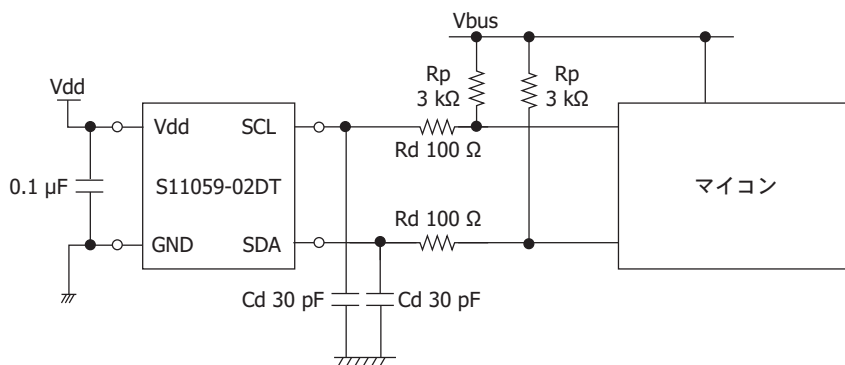 Vbus
Vdd
Rp
3 kΩ
Rp
3 kΩ
Vdd
SCL
Rd 100 Ω
0.1 µF
S11059-02DT
マイコン
Rd 100 Ω
GND
SDA
Cd 30 pF
Cd 30 pF